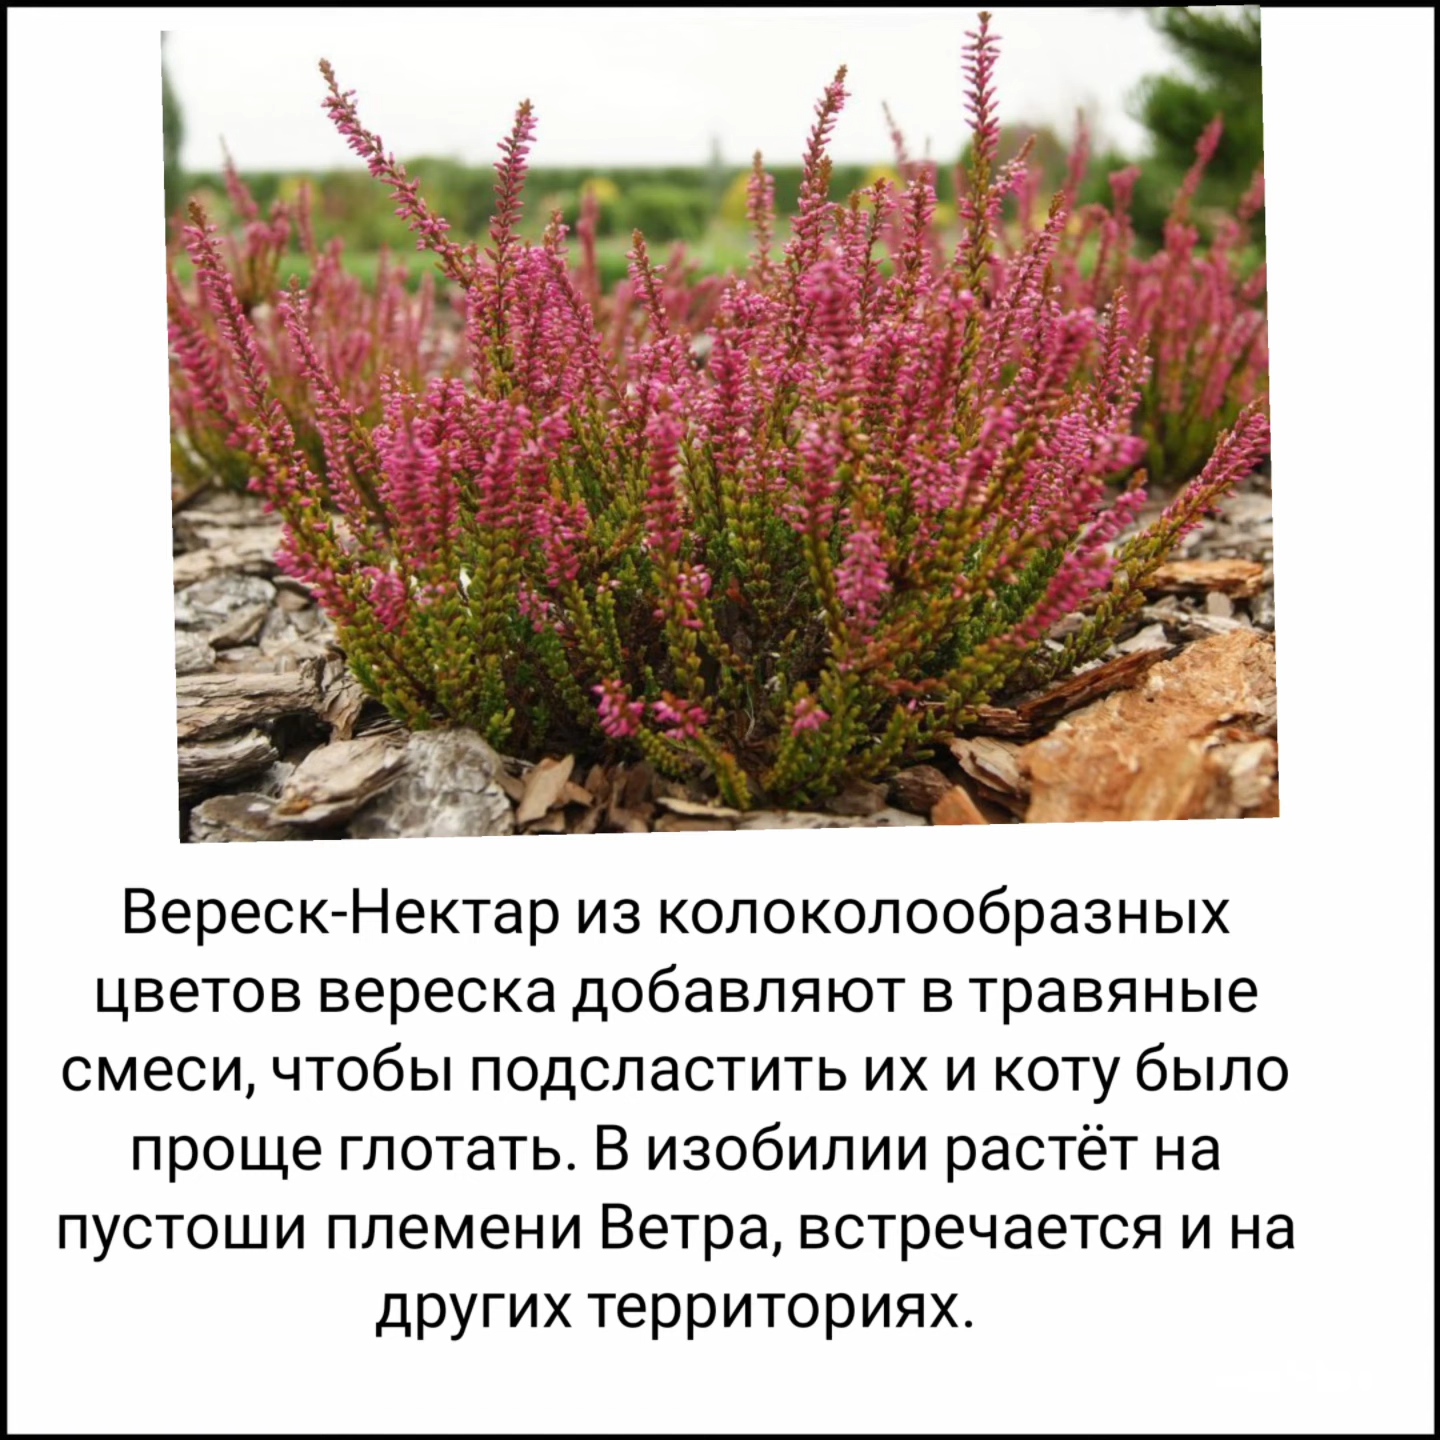 Вереск-Нектар из колоколообразных
цветов вереска добавляют в травяные
смеси, чтобы подсластить их и коту было
проще глотать. В изобилии растёт на
пустоши племени Ветра, встречается и на
других территориях.